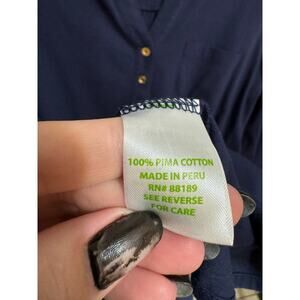 100% PIMA COTTON
MADE IN PERU
RN# 88189
SEE REVERSE
FOR CARE